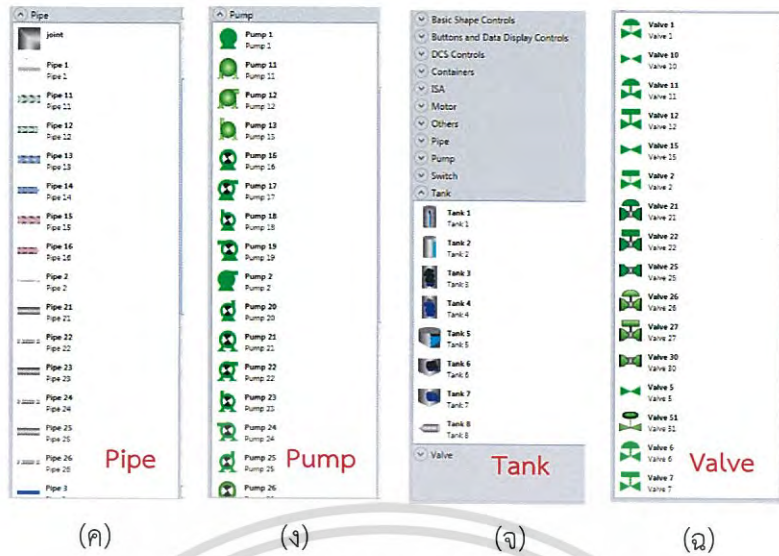 Pipe
joint
Pipe 1
Pipe 1
Pipe 11
Pipe 11
Pipe 12
Pipe 12
Pipe 13
Pipe 13
Pipe 14
Pipe 14
Pipe 15
Pipe 15
Pipe 16
Pipe 16
Pipe 2
Pipe 2
Pipe 21
Pipe 21
Pipe 22
Pipe 22
Pipe 23
Pipe 23
Pipe 24
Pipe 24
Pipe 25
Pipe 25
Pipe 26
Pipe 26
Pipe 3
Pipe
(ค)
Pump
Pump 1
Pump 1
Pump 11
Pump 11
Pump 12
Pump 12
Pump 13
Pump 13
Pump 16
Pump 16
Pump 17
Pump 17
Pump 18
Pump 18
Pump 19
Pump 19
Pump 2
Pump 2
Pump 20
Pump 20
Pump 21
Pump 21
Pump 22
Pump 22
Pump 23
Pump 23
Pump 24
Pump 24
Pump 25
Pump 25
Pump 26
Pump
(ง)
Basic Shape Controls
Buttons and Data Display Controls
DCS Controls
Containers
ISA
Motor
Others
Pipe
Pump
Switch
Tank
Tank 1
Tank 1
Tank 2
Tank 2
Tank 3
Tank 3
Tank 4
Tank 4
Tank 5
Tank 5
Tank 6
Tank 6
Tank 7
Tank 7
Tank 8
Tank 8
Valve
Tank
(จ)
Valve 1
Valve 1
Valve 10
Valve 10
Valve 11
Valve 11
Valve 12
Valve 12
Valve 15
Valve 15
Valve 2
Valve 2
Valve 21
Valve 21
Valve 22
Valve 22
Valve 25
Valve 25
Valve 26
Valve 26
Valve 27
Valve 27
Valve 30
Valve 30
Valve 5
Valve 5
Valve 51
Valve 51
Valve 6
Valve 6
Valve 7
Valve 7
Valve
(ฉ)